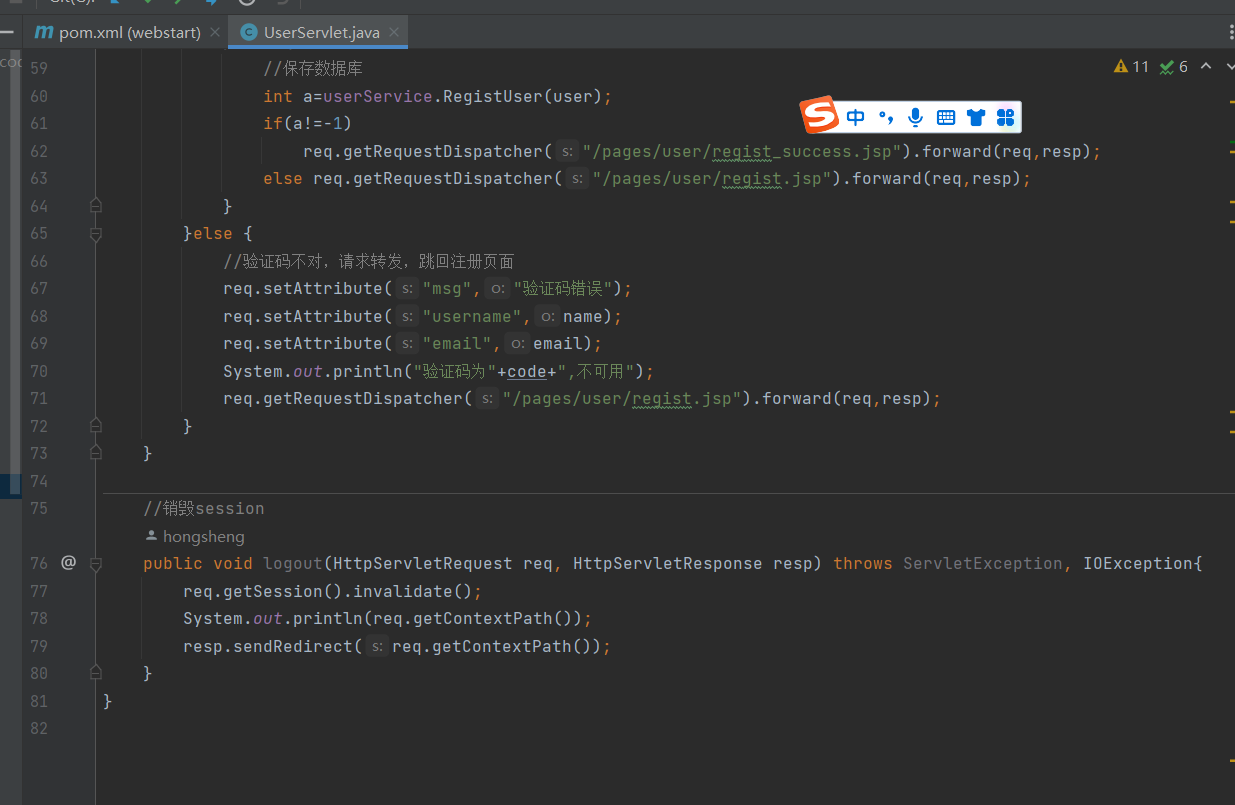 pom.xml (webstart) UserServlet.java
11 6
59 //保存数据库
60 int a=userService.RegistUser(user);
61 if(a!=-1)
中
62 req.getRequestDispatcher( s: "/pages/user/regist_success.jsp").forward(req,resp);
63 else req.getRequestDispatcher( s: "/pages/user/regist.jsp").forward(req,resp);
64 }
65 }else {
66 //验证码不对，请求转发，跳回注册页面
67 req.setAttribute( s: "msg", o: "验证码错误");
68 req.setAttribute( s: "username", o: name);
69 req.setAttribute( s: "email", o: email);
70 System.out.println("验证码为"+code+",不可用");
71 req.getRequestDispatcher( s: "/pages/user/regist.jsp").forward(req,resp);
72 }
73 }
74
75 //销毁session
hongsheng
76 @ public void logout(HttpServletRequest req, HttpServletResponse resp) throws ServletException, IOException{
77 req.getSession().invalidate();
78 System.out.println(req.getContextPath());
79 resp.sendRedirect( s: req.getContextPath());
80 }
81 }
82